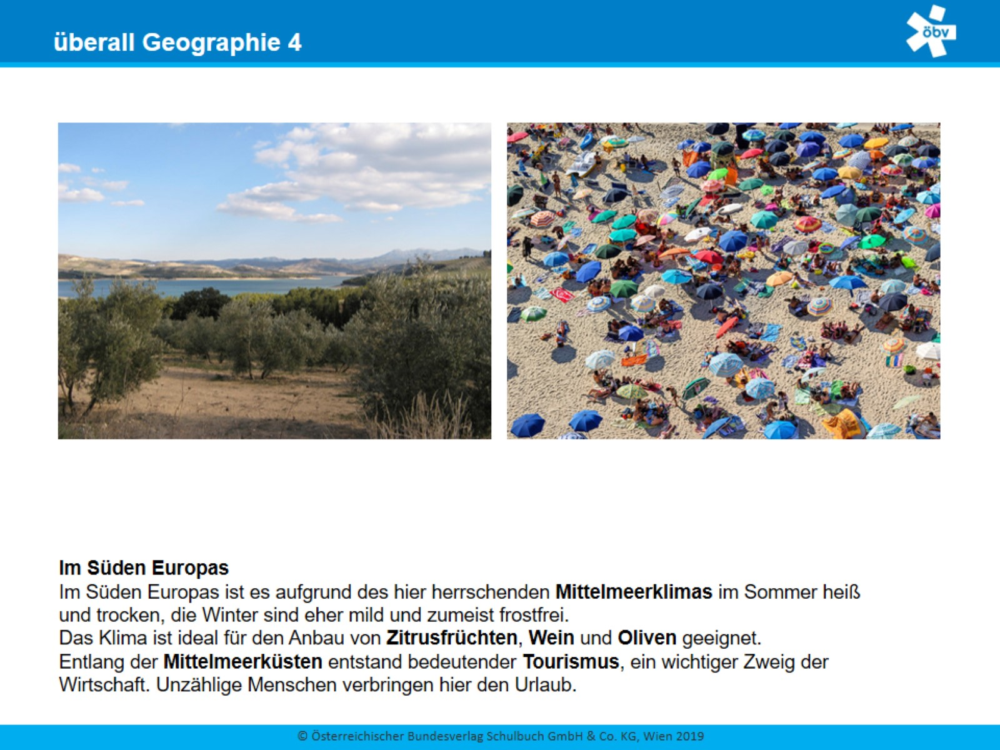 überall Geographie 4
öbv
Im Süden Europas
Im Süden Europas ist es aufgrund des hier herrschenden Mittelmeerklimas im Sommer heiß
und trocken, die Winter sind eher mild und zumeist frostfrei.
Das Klima ist ideal für den Anbau von Zitrusfrüchten, Wein und Oliven geeignet.
Entlang der Mittelmeerküsten entstand bedeutender Tourismus, ein wichtiger Zweig der
Wirtschaft. Unzählige Menschen verbringen hier den Urlaub.
© Österreichischer Bundesverlag Schulbuch GmbH & Co. KG, Wien 2019